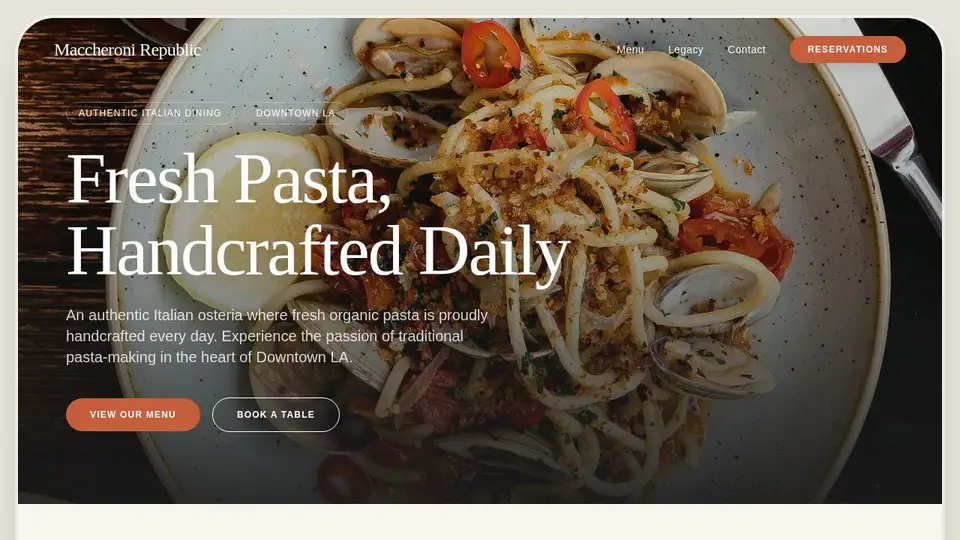 Maccheroni Republic
Menu
Legacy
Contact
RESERVATIONS
AUTHENTIC ITALIAN DINING
DOWNTOWN LA
Fresh Pasta,
Handcrafted Daily
An authentic Italian osteria where fresh organic pasta is proudly
handcrafted every day. Experience the passion of traditional
pasta-making in the heart of Downtown LA.
VIEW OUR MENU
BOOK A TABLE